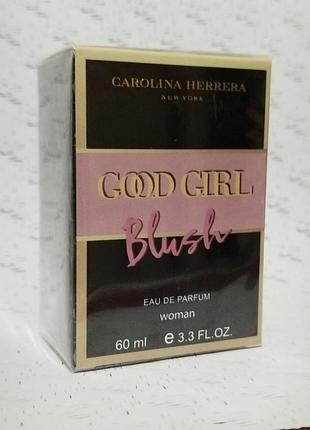 CAROLINA HERRERA
NEW YORK
GOOD GIRL
Blush
EAU DE PARFUM
woman
60 ml e 3.3 FL.OZ.